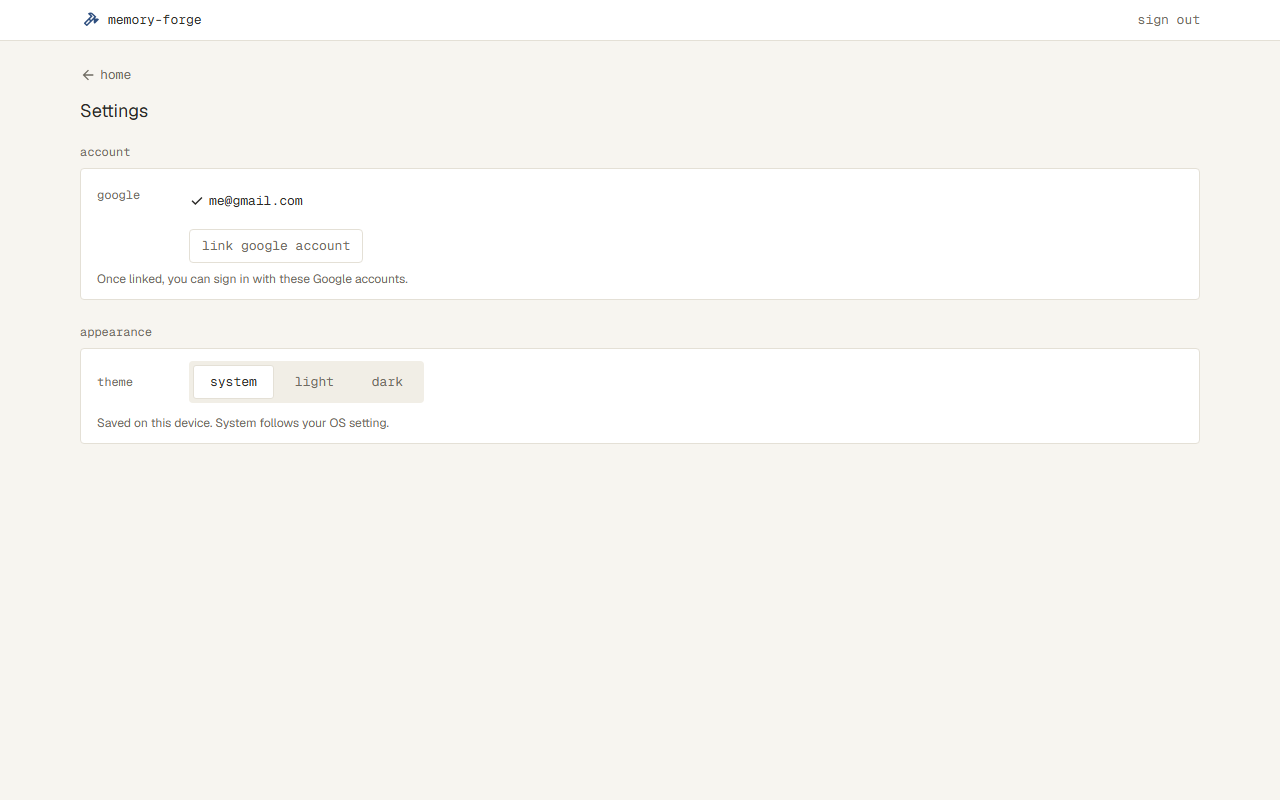 memory-forge
sign out
home
Settings
account
google
me@gmail.com
link google account
Once linked, you can sign in with these Google accounts.
appearance
theme
system light dark
Saved on this device. System follows your OS setting.